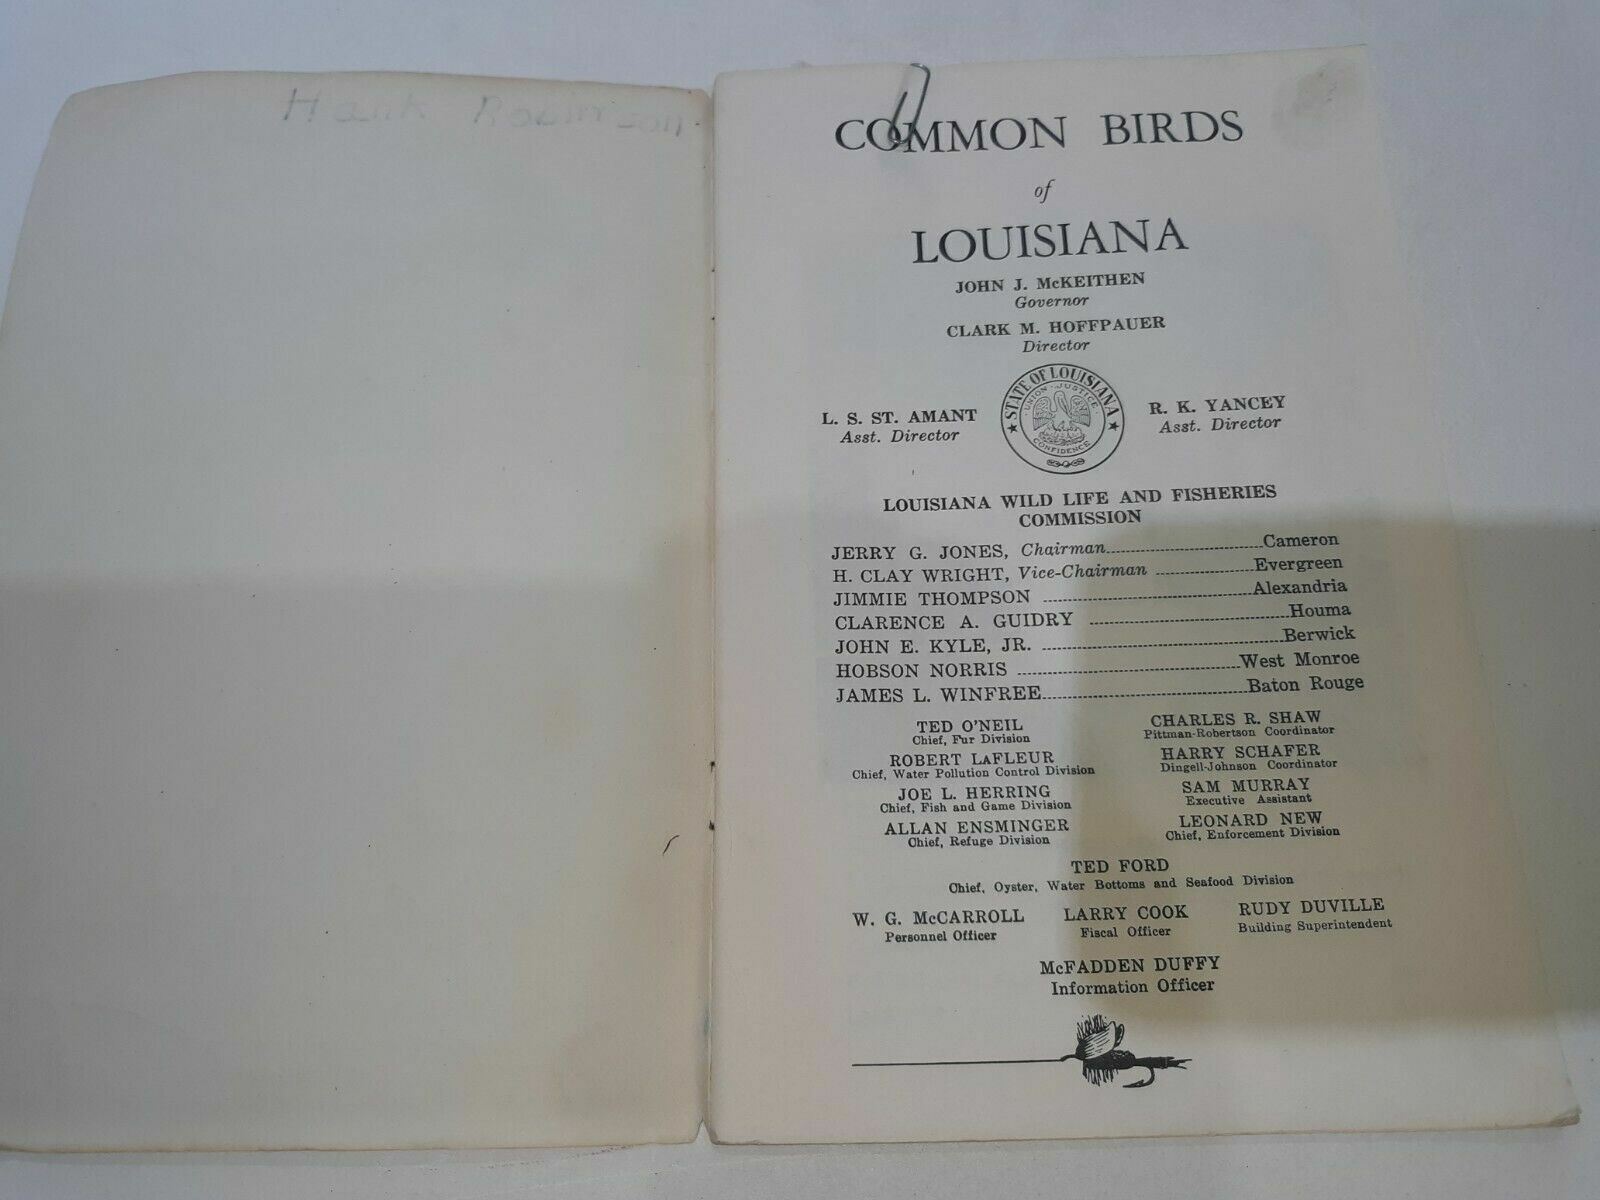 Hank Robinson
COMMON BIRDS
of
LOUISIANA
JOHN J. McKEITHEN
Governor
CLARK M. HOFFPAUER
Director
L. S. ST. AMANT
Asst. Director
STATE OF LOUISIANA
UNION · JUSTICE
CONFIDENCE
R. K. YANCEY
Asst. Director
LOUISIANA WILD LIFE AND FISHERIES
COMMISSION
JERRY G. JONES, Chairman Cameron
H. CLAY WRIGHT, Vice-Chairman Evergreen
JIMMIE THOMPSON Alexandria
CLARENCE A. GUIDRY Houma
JOHN E. KYLE, JR. Berwick
HOBSON NORRIS West Monroe
JAMES L. WINFREE Baton Rouge
TED O'NEIL
Chief, Fur Division
CHARLES R. SHAW
Pittman-Robertson Coordinator
ROBERT LAFLEUR
Chief, Water Pollution Control Division
HARRY SCHAFER
Dingell-Johnson Coordinator
JOE L. HERRING
Chief, Fish and Game Division
SAM MURRAY
Executive Assistant
ALLAN ENSMINGER
Chief, Refuge Division
LEONARD NEW
Chief, Enforcement Division
TED FORD
Chief, Oyster, Water Bottoms and Seafood Division
W. G. McCARROLL
Personnel Officer
LARRY COOK
Fiscal Officer
RUDY DUVILLE
Building Superintendent
McFADDEN DUFFY
Information Officer